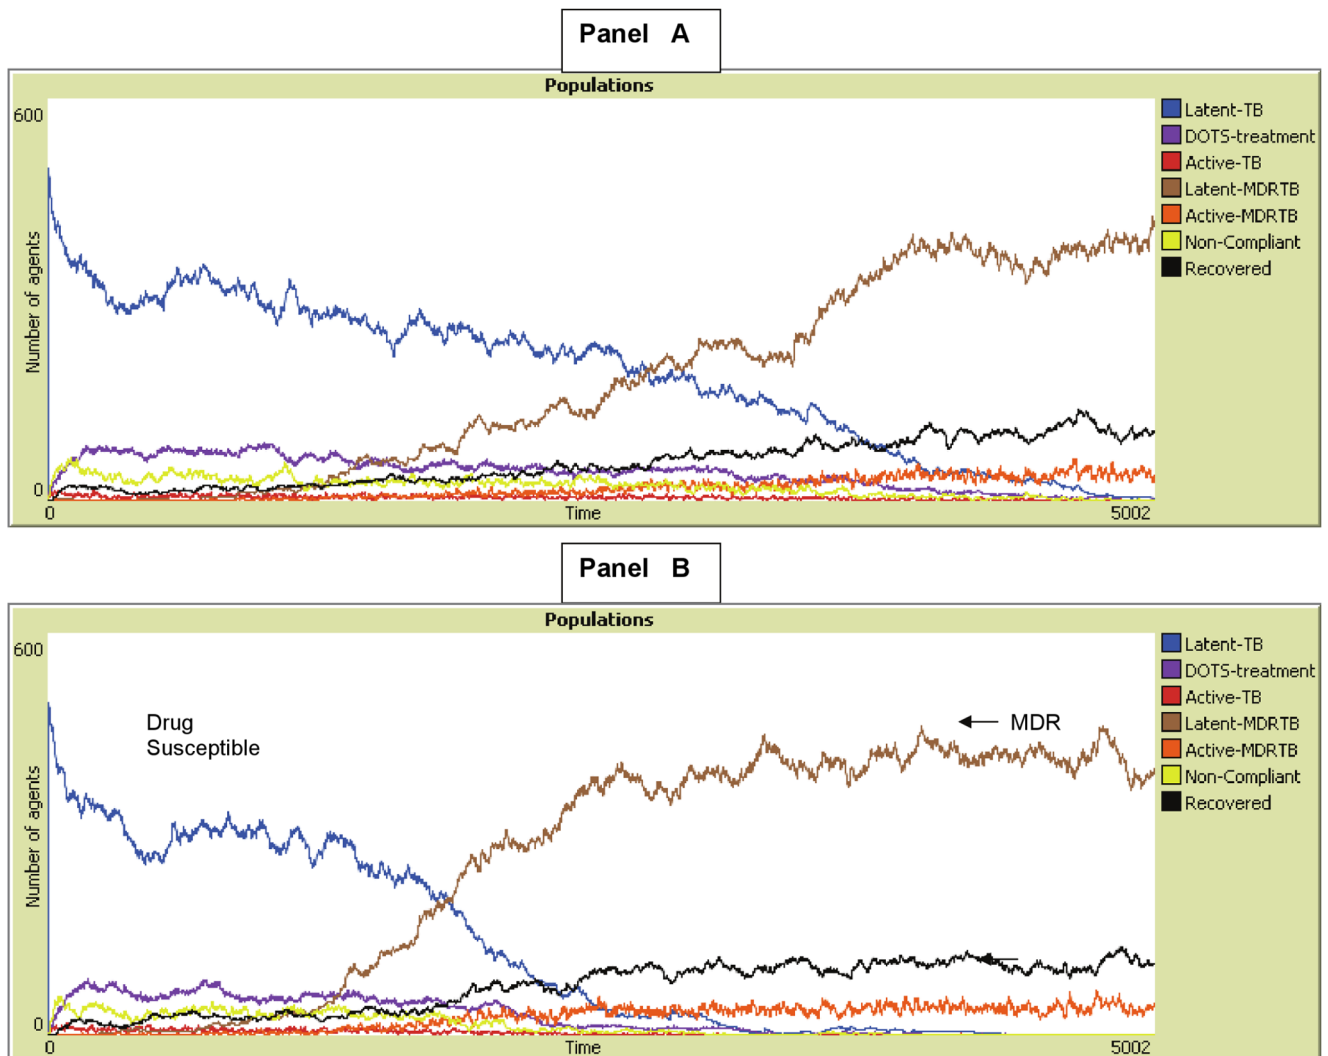 Panel A
Populations
600
Number of agents
0
0
Time
5002
Latent-TB
DOTS-treatment
Active-TB
Latent-MDRTB
Active-MDRTB
Non-Compliant
Recovered
Panel B
Populations
600
Number of agents
0
Drug
Susceptible
MDR
0
Time
5002
Latent-TB
DOTS-treatment
Active-TB
Latent-MDRTB
Active-MDRTB
Non-Compliant
Recovered